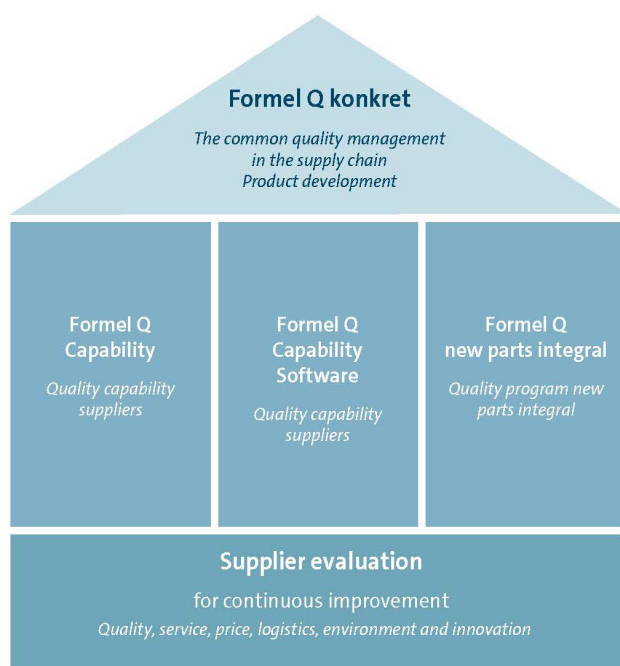 Formel Q konkret
The common quality management
in the supply chain
Product development
Formel Q
Capability
Quality capability
suppliers
Formel Q
Capability
Software
Quality capability
suppliers
Formel Q
new parts integral
Quality program new
parts integral
Supplier evaluation
for continuous improvement
Quality, service, price, logistics, environment and innovation